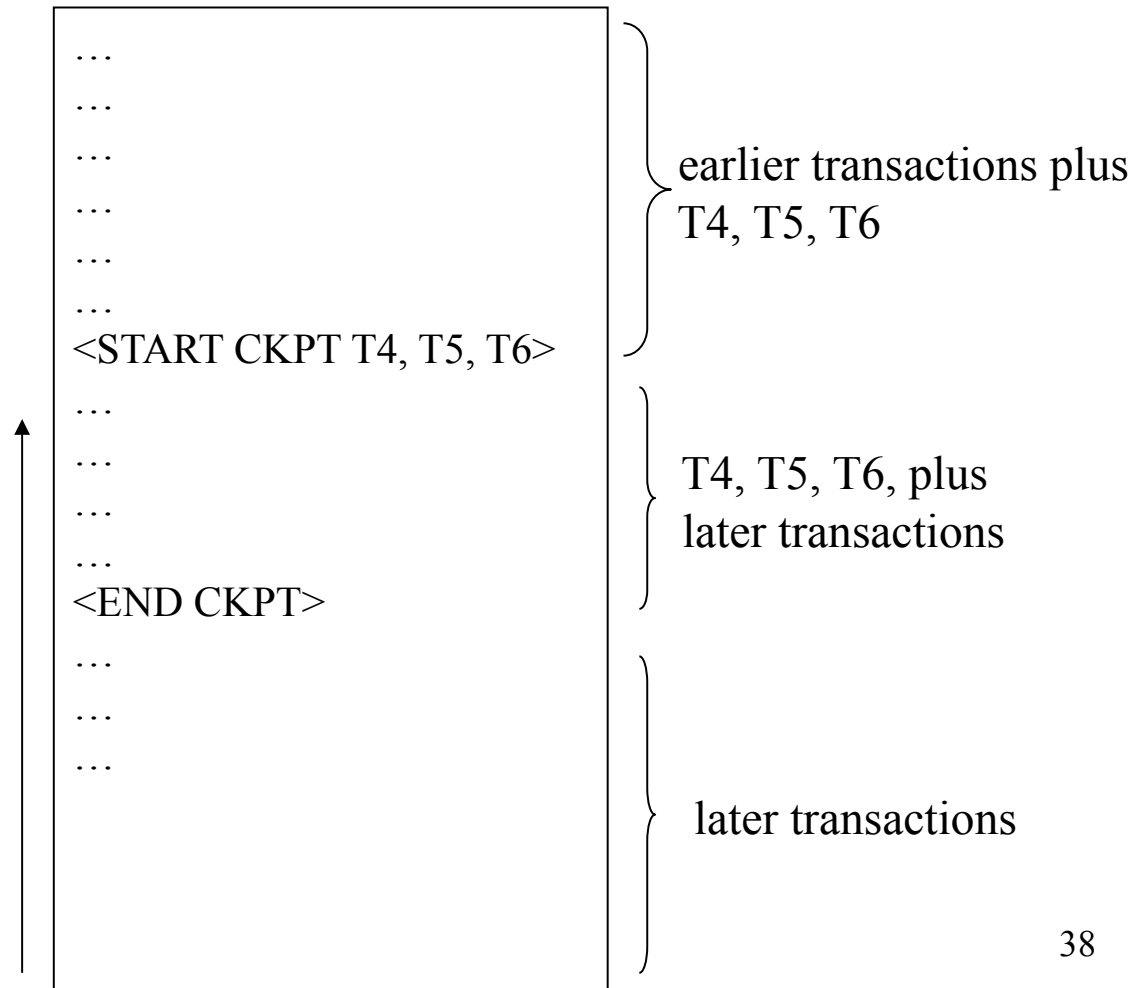 …
…
…
…
…
…
<START CKPT T4, T5, T6>
…
…
…
…
<END CKPT>
…
…
…
earlier transactions plus
T4, T5, T6
T4, T5, T6, plus
later transactions
later transactions
38